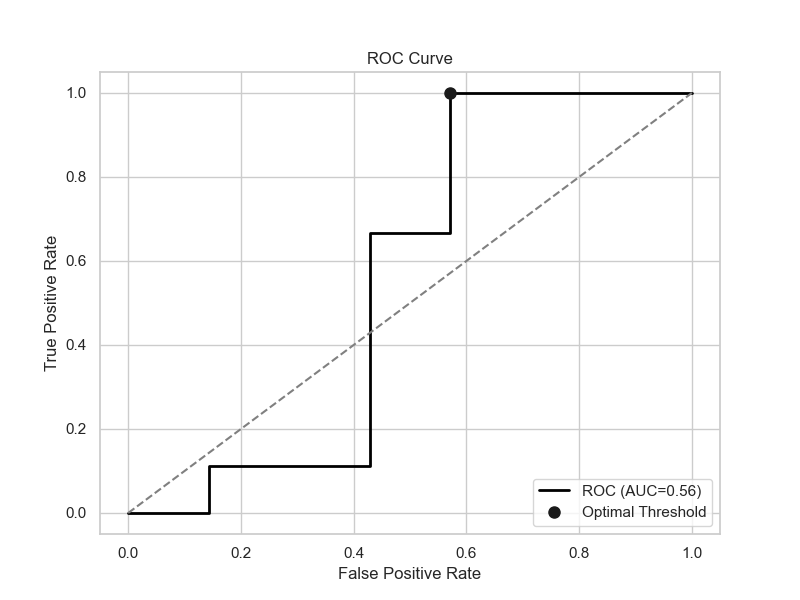 ROC Curve
1.0
0.8
0.6
0.4
0.2
0.0
True Positive Rate
0.0 0.2 0.4 0.6 0.8 1.0
False Positive Rate
ROC (AUC=0.56)
Optimal Threshold